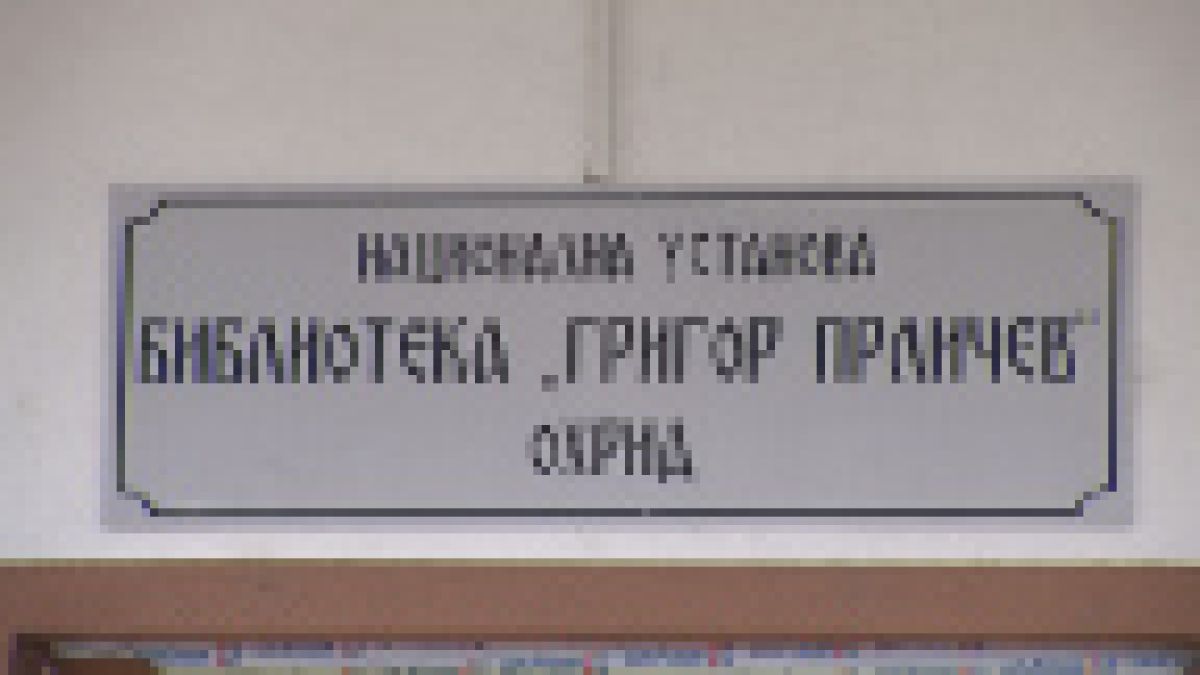 НАЦИОНАЛНА УСТАНОВА
БИБЛИОТЕКА „ГРИГОР ПРЛИЧЕВ"
ОХРИД